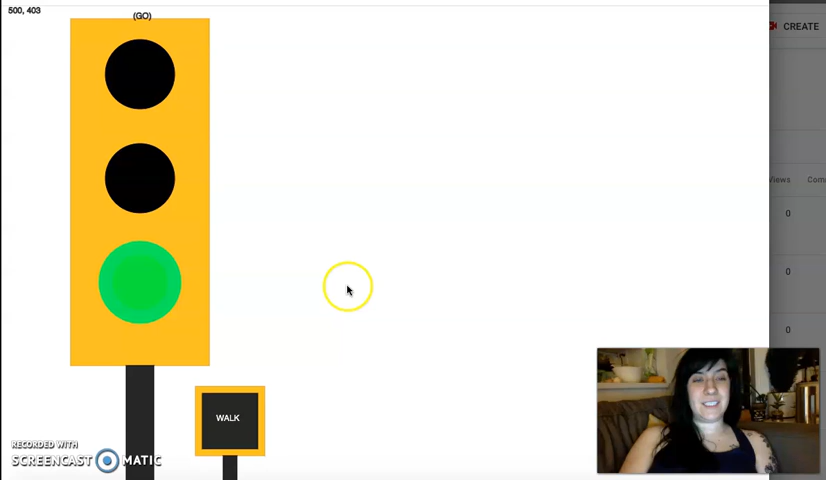 500, 403
(GO)
CREATE
Views
Com
0
0
0
WALK
RECORDED WITH
SCREENCAST MATIC